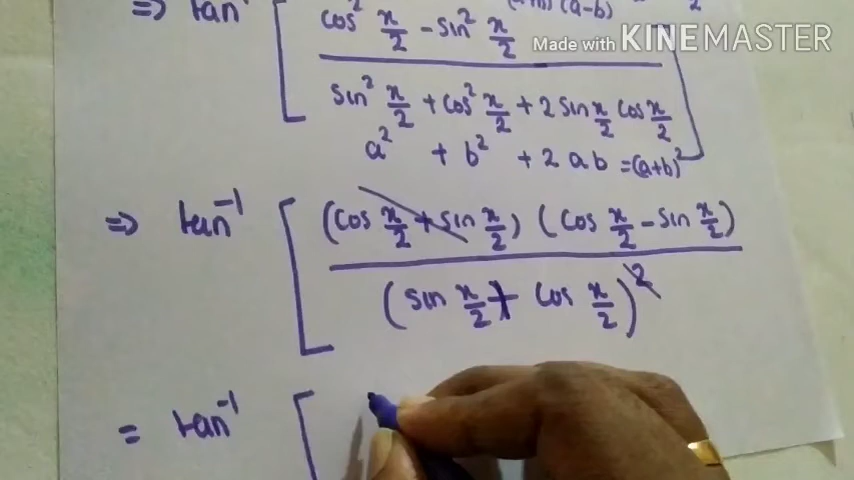 ⇒ tan⁻¹ [ (a+b) (a-b)
cos² x/2 - sin² x/2
Made with KINEMASTER
sin² x/2 + cos² x/2 + 2 sin x/2 cos x/2
a² + b² + 2 ab = (a+b)²
⇒ tan⁻¹ [ (cos x/2 + sin x/2) (cos x/2 - sin x/2)
(sin x/2 + cos x/2)²
= tan⁻¹ [